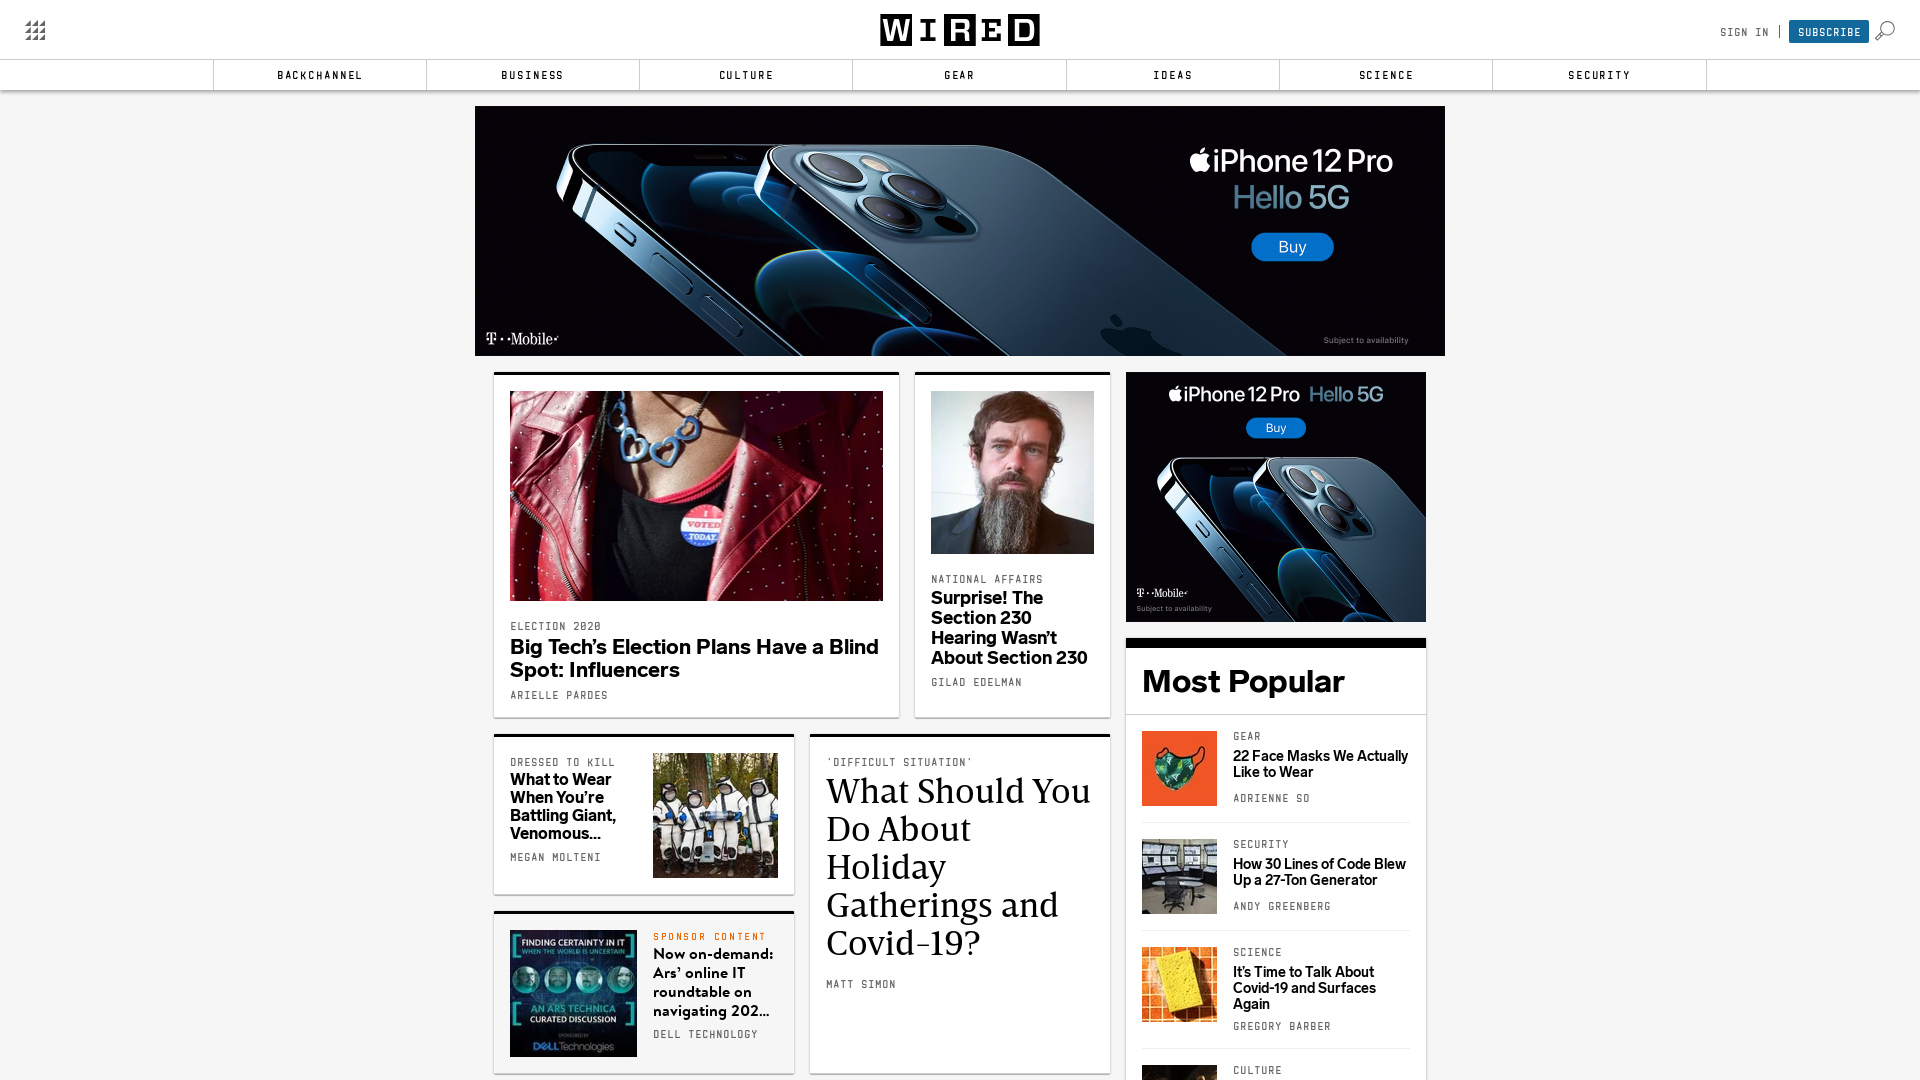 WIRED
SIGN IN
SUBSCRIBE
BACKCHANNEL
BUSINESS
CULTURE
GEAR
IDEAS
SCIENCE
SECURITY
iPhone 12 Pro
Hello 5G
Buy
T-Mobile
Subject to availability
I
VOTED
TODAY
ELECTION 2020
Big Tech’s Election Plans Have a Blind
Spot: Influencers
ARIELLE PARDES
NATIONAL AFFAIRS
Surprise! The
Section 230
Hearing Wasn’t
About Section 230
GILAD EDELMAN
iPhone 12 Pro Hello 5G
Buy
T-Mobile
Subject to availability
DRESSED TO KILL
What to Wear
When You’re
Battling Giant,
Venomous...
MEGAN MOLTENI
'DIFFICULT SITUATION'
What Should You
Do About
Holiday
Gatherings and
Covid-19?
MATT SIMON
FINDING CERTAINTY IN IT
WHEN THE WORLD IS UNCERTAIN
AN ARS TECHNICA
CURATED DISCUSSION
SPONSORED BY
DELL Technologies
SPONSOR CONTENT
Now on-demand:
Ars’ online IT
roundtable on
navigating 202...
DELL TECHNOLOGY
Most Popular
GEAR
22 Face Masks We Actually
Like to Wear
ADRIENNE SO
SECURITY
How 30 Lines of Code Blew
Up a 27-Ton Generator
ANDY GREENBERG
SCIENCE
It’s Time to Talk About
Covid-19 and Surfaces
Again
GREGORY BARBER
CULTURE